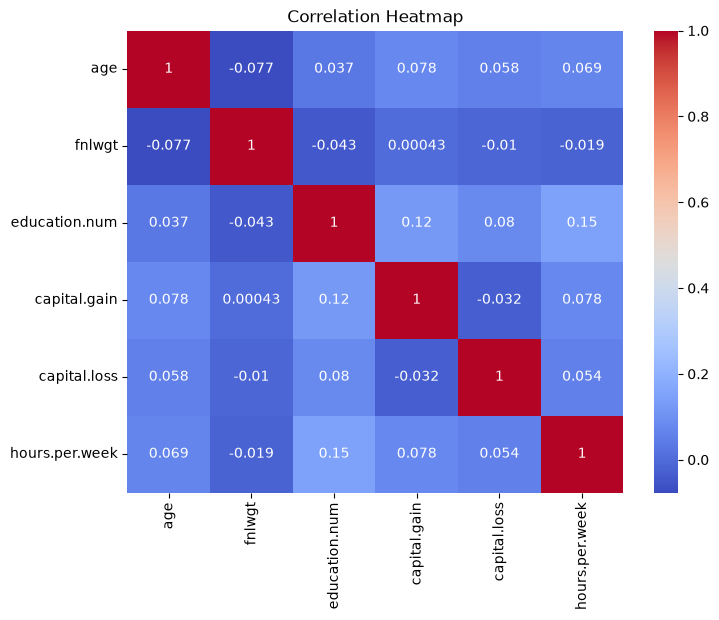 Correlation Heatmap
age 1 -0.077 0.037 0.078 0.058 0.069
fnlwgt -0.077 1 -0.043 0.00043 -0.01 -0.019
education.num 0.037 -0.043 1 0.12 0.08 0.15
capital.gain 0.078 0.00043 0.12 1 -0.032 0.078
capital.loss 0.058 -0.01 0.08 -0.032 1 0.054
hours.per.week 0.069 -0.019 0.15 0.078 0.054 1
age
fnlwgt
education.num
capital.gain
capital.loss
hours.per.week
1.0
0.8
0.6
0.4
0.2
0.0